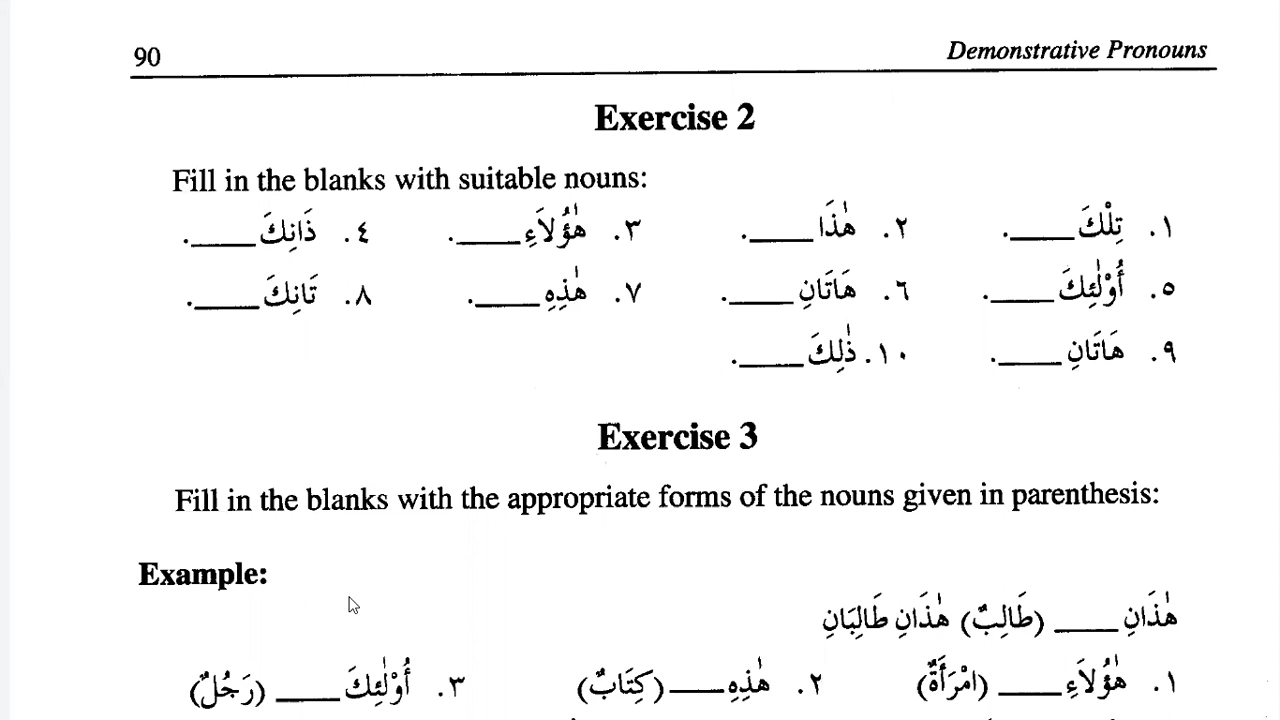 90 Demonstrative Pronouns
Exercise 2
Fill in the blanks with suitable nouns:
١. تِلْكَ ____. ٢. هٰذَا ____. ٣. هٰؤُلاَءِ ____. ٤. ذَانِكَ ____.
٥. أُوْلٰئِكَ ____. ٦. هَاتَانِ ____. ٧. هٰذِهِ ____. ٨. تَانِكَ ____.
٩. هَاتَانِ ____. ١٠. ذٰلِكَ ____.
Exercise 3
Fill in the blanks with the appropriate forms of the nouns given in parenthesis:
Example:
هٰذَانِ ____ (طَالِبٌ) هٰذَانِ طَالِبَانِ
١. هٰؤُلاَءِ ____ (امْرَأَةٌ) ٢. هٰذِهِ ____ (كِتَابٌ) ٣. أُوْلٰئِكَ ____ (رَجُلٌ)